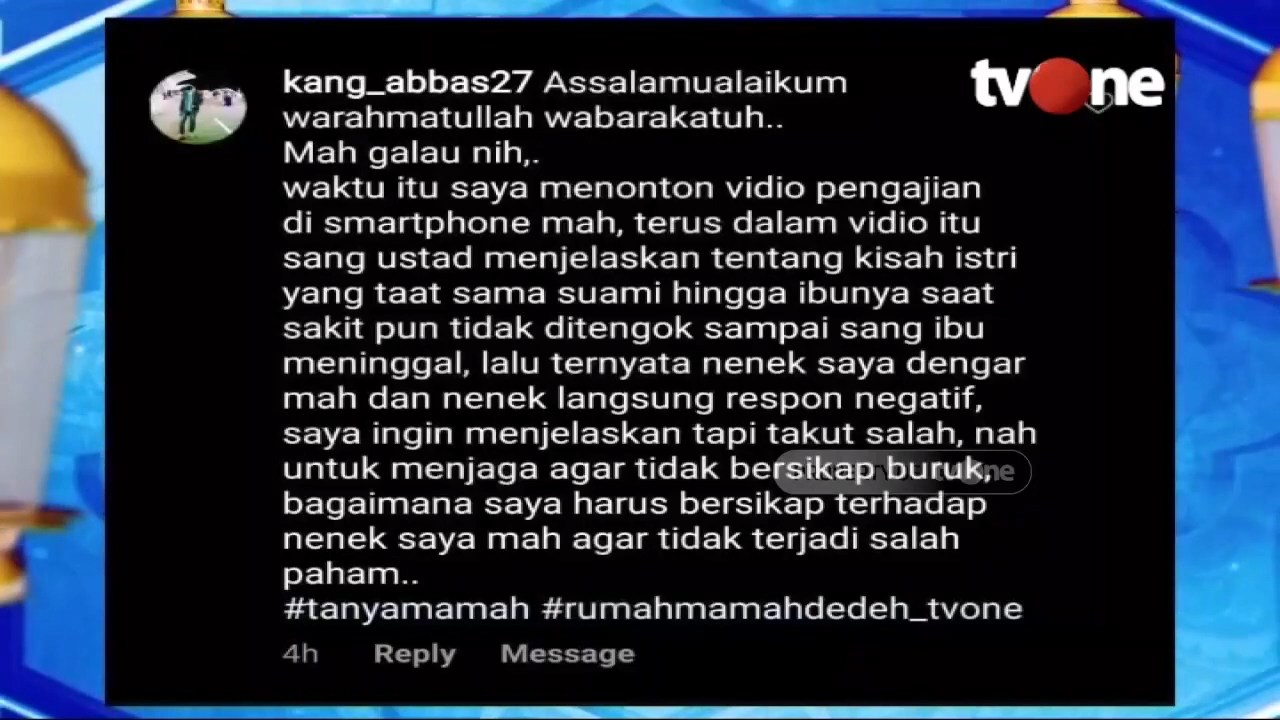 kang_abbas27 Assalamualaikum
warahmatullah wabarakatuh..
Mah galau nih,.
waktu itu saya menonton vidio pengajian
di smartphone mah, terus dalam vidio itu
sang ustad menjelaskan tentang kisah istri
yang taat sama suami hingga ibunya saat
sakit pun tidak ditengok sampai sang ibu
meninggal, lalu ternyata nenek saya dengar
mah dan nenek langsung respon negatif,
saya ingin menjelaskan tapi takut salah, nah
untuk menjaga agar tidak bersikap buruk,
bagaimana saya harus bersikap terhadap
nenek saya mah agar tidak terjadi salah
paham..
#tanyamamah #rumahmamahdedeh_tvone
4h Reply Message
tvone
tvone